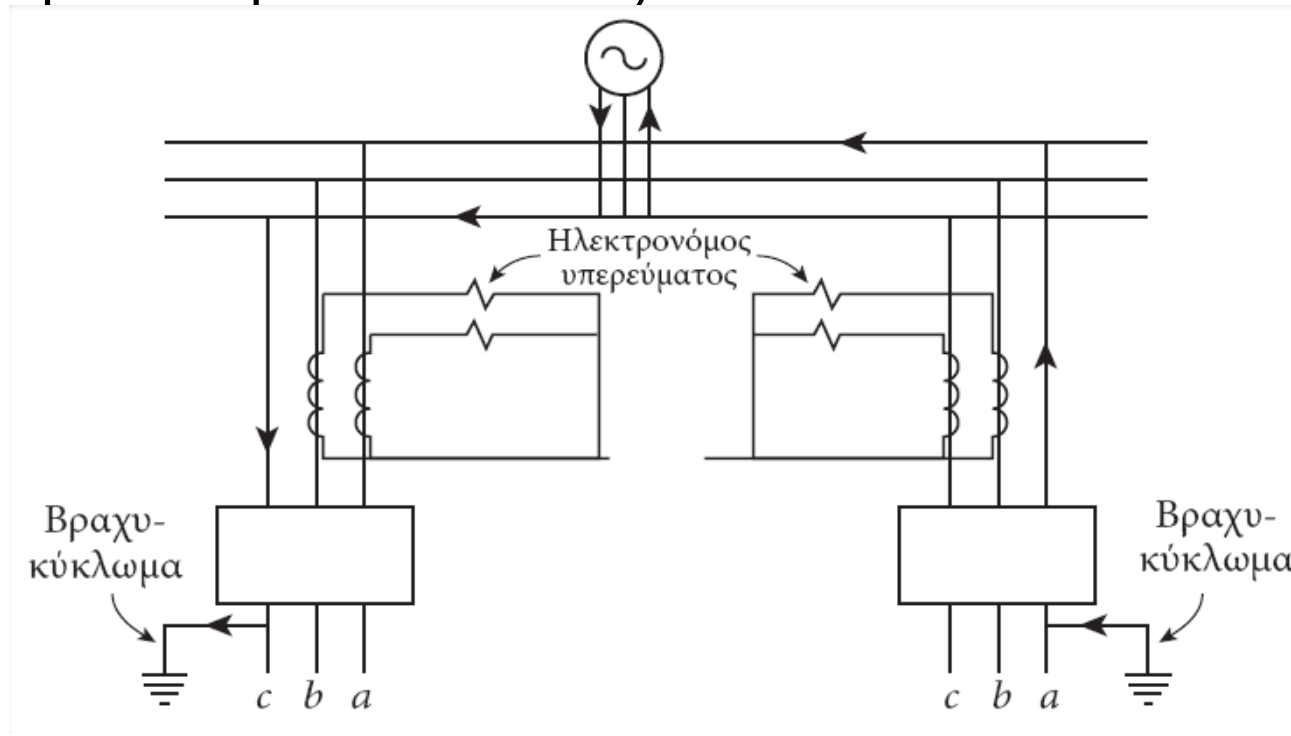 Ηλεκτρονόμος
υπερεύματος
Βραχυ-
κύκλωμα
Βραχυ-
κύκλωμα
c b a
c b a